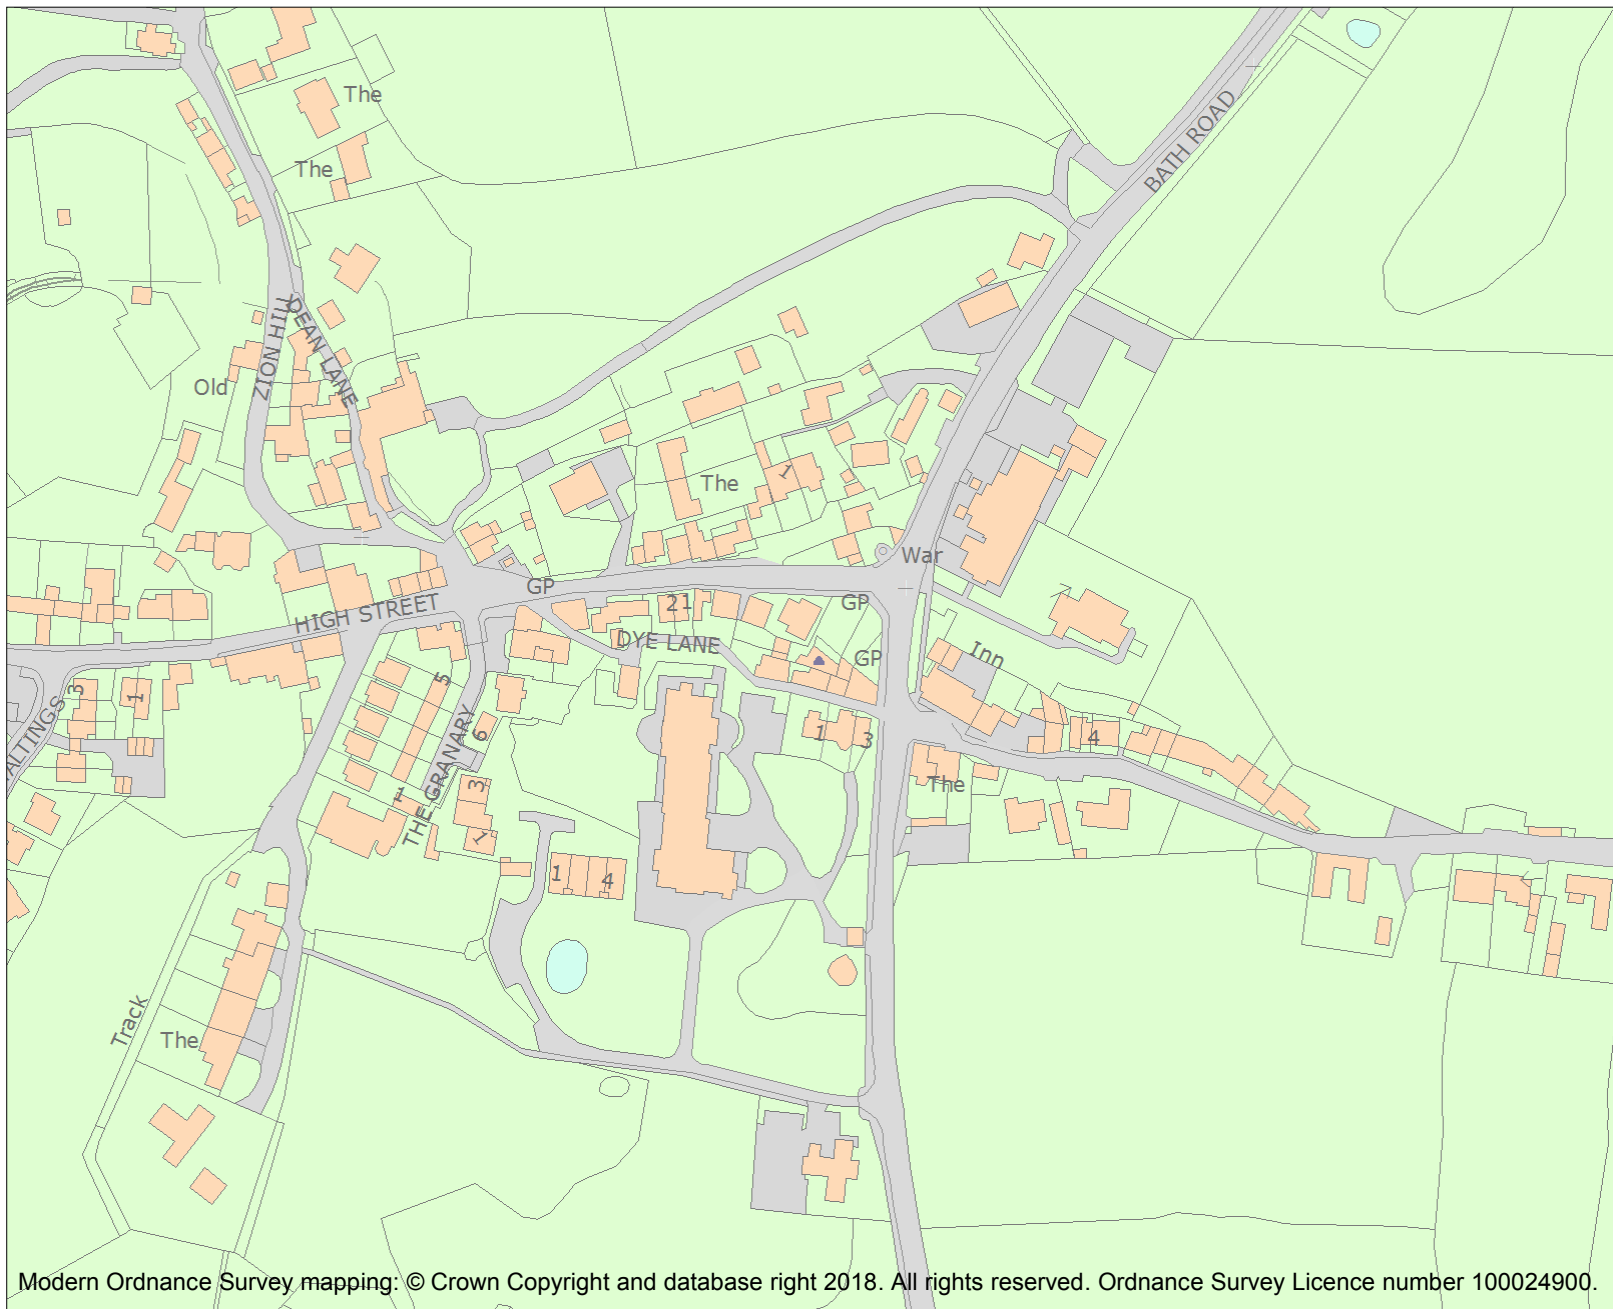 The
BATH ROAD
The
ZION HILL
DEAN LANE
Old
The
1
War
GP
HIGH STREET
21
GP
DYE LANE
GP
Inn
5
3
1
6
1
3
4
THE GRANARY
3
The
1
1
1
4
Track
The
Modern Ordnance Survey mapping: © Crown Copyright and database right 2018. All rights reserved. Ordnance Survey Licence number 100024900.